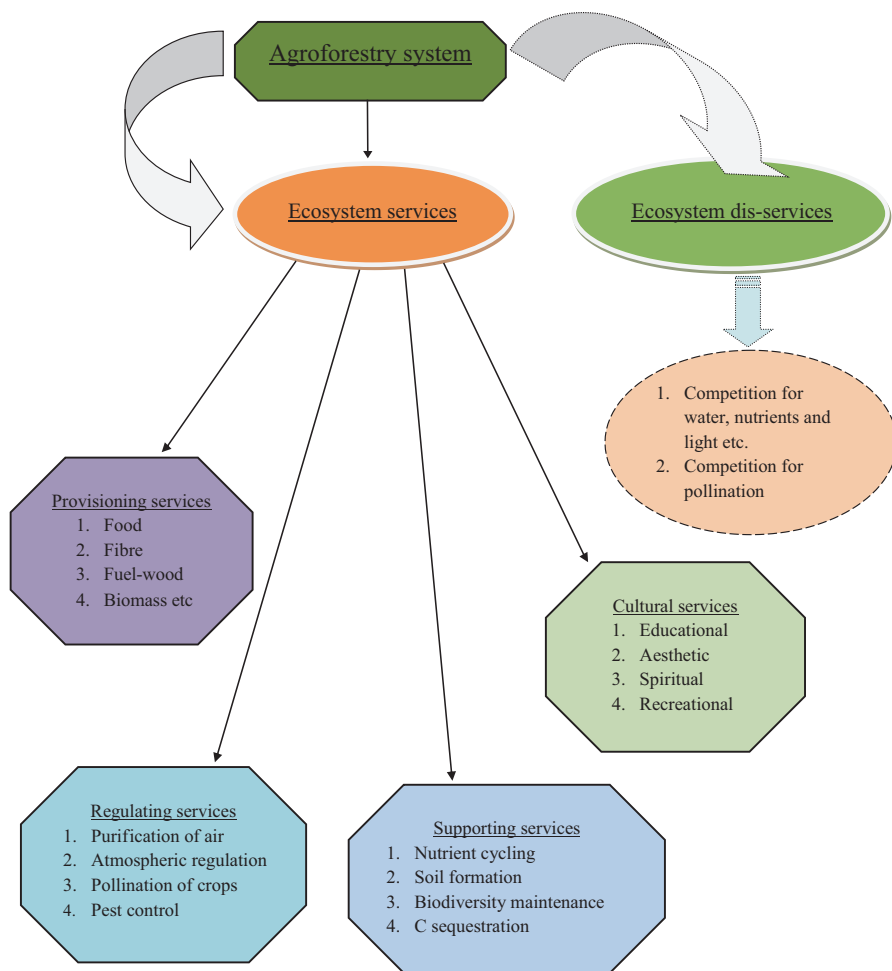 Agroforestry system
Ecosystem services
Ecosystem dis-services
1. Competition for
water, nutrients and
light etc.
2. Competition for
pollination
Provisioning services
1. Food
2. Fibre
3. Fuel-wood
4. Biomass etc
Cultural services
1. Educational
2. Aesthetic
3. Spiritual
4. Recreational
Regulating services
1. Purification of air
2. Atmospheric regulation
3. Pollination of crops
4. Pest control
Supporting services
1. Nutrient cycling
2. Soil formation
3. Biodiversity maintenance
4. C sequestration